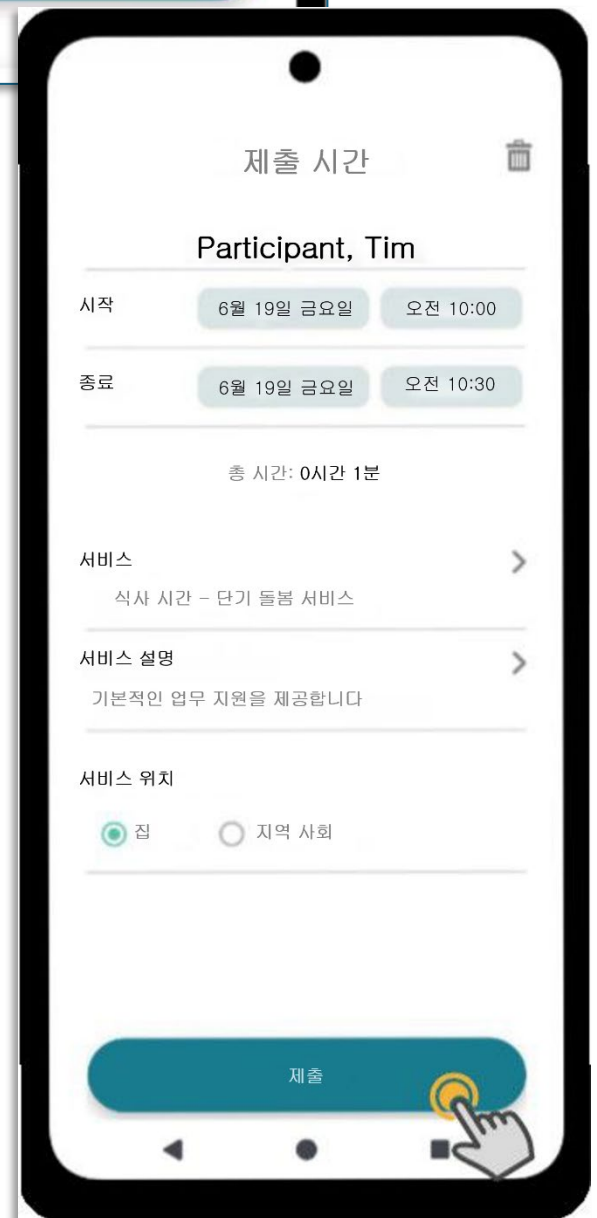 제출 시간
Participant, Tim
시작 6월 19일 금요일 오전 10:00
종료 6월 19일 금요일 오전 10:30
총 시간: 0시간 1분
서비스
식사 시간 - 단기 돌봄 서비스
서비스 설명
기본적인 업무 지원을 제공합니다
서비스 위치
집 지역 사회
제출